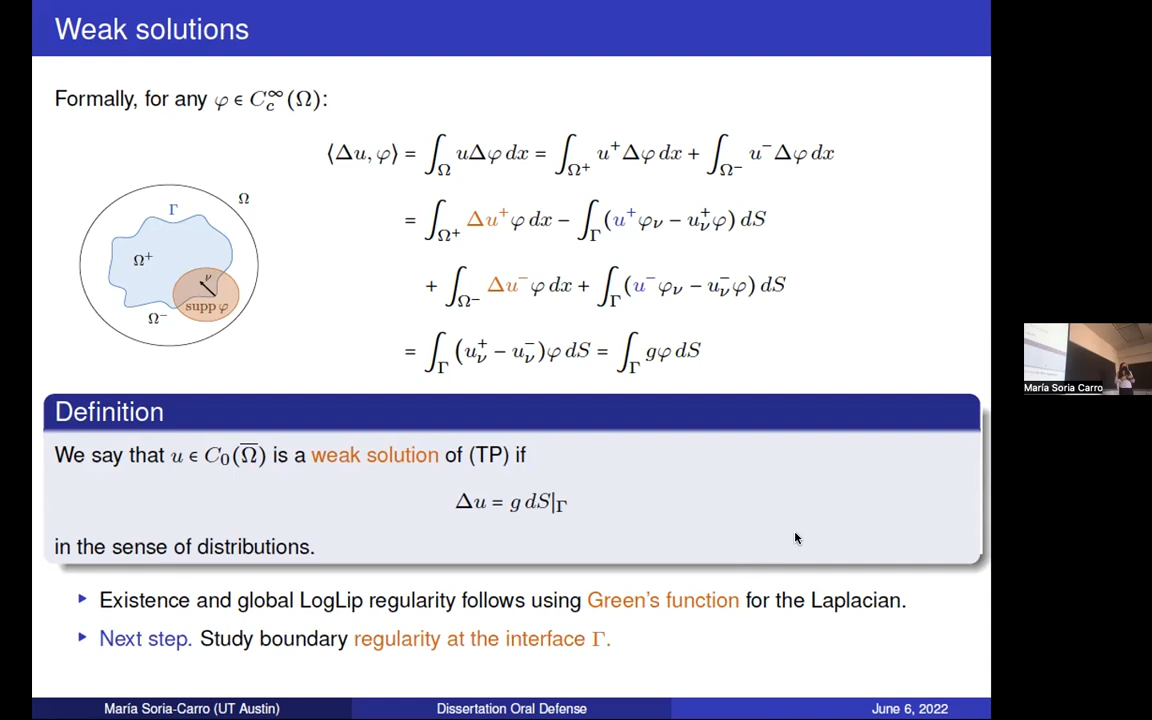 Weak solutions
Formally, for any φ ∈ C_c^∞(Ω):
⟨Δu, φ⟩ = ∫_Ω uΔφ dx = ∫_{Ω⁺} u⁺Δφ dx + ∫_{Ω⁻} u⁻Δφ dx
= ∫_{Ω⁺} Δu⁺φ dx − ∫_Γ (u⁺φ_ν − u_ν⁺φ) dS
+ ∫_{Ω⁻} Δu⁻φ dx + ∫_Γ (u⁻φ_ν − u_ν⁻φ) dS
= ∫_Γ (u_ν⁺ − u_ν⁻)φ dS = ∫_Γ gφ dS
Ω
Γ
Ω⁺
ν
supp φ
Ω⁻
Definition
We say that u ∈ C₀(Ω̅) is a weak solution of (TP) if
Δu = g dS|_Γ
in the sense of distributions.
Existence and global LogLip regularity follows using Green's function for the Laplacian.
Next step. Study boundary regularity at the interface Γ.
María Soria-Carro (UT Austin)
Dissertation Oral Defense
June 6, 2022
María Soria Carro